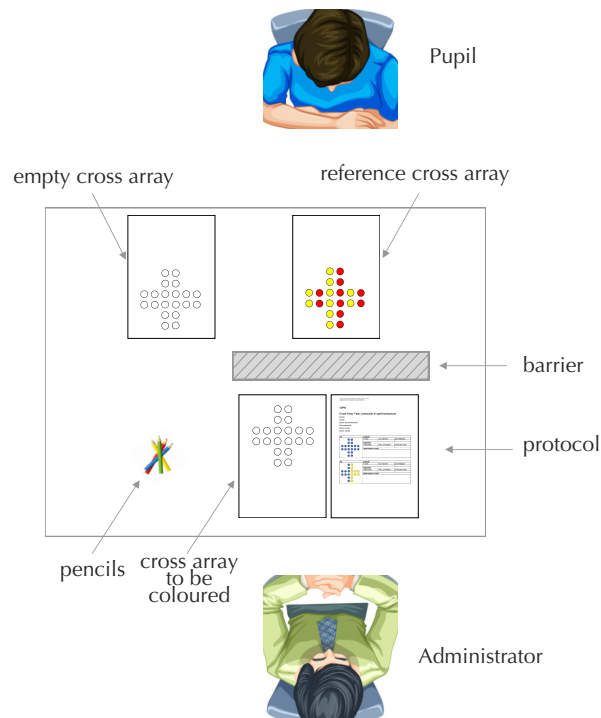 Pupil
empty cross array
reference cross array
barrier
protocol
pencils
cross array
to be
coloured
Administrator